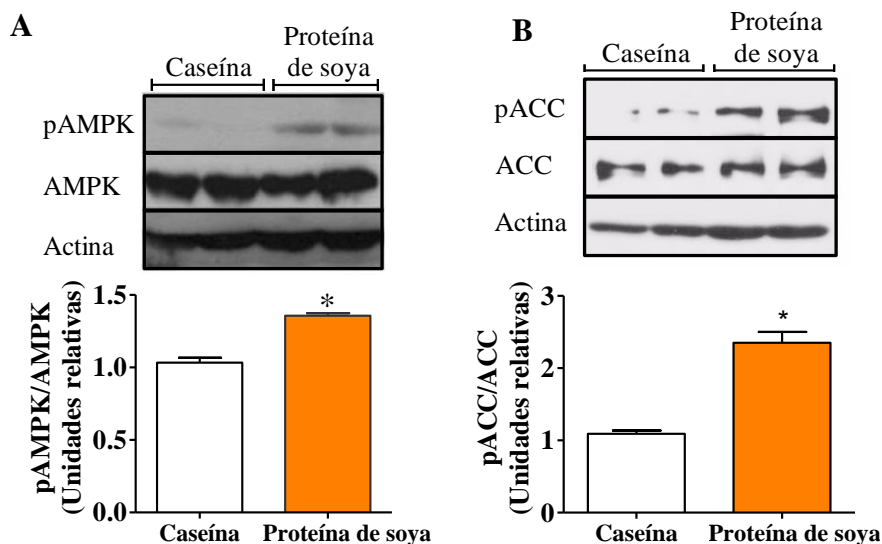 A
Caseína
Proteína
de soya
pAMPK
AMPK
Actina
pAMPK/AMPK
(Unidades relativas)
1.5
1.0
0.5
0.0
*
Caseína
Proteína de soya
B
Caseína
Proteína
de soya
pACC
ACC
Actina
pACC/ACC
(Unidades relativas)
3
2
1
0
*
Caseína
Proteína de soya